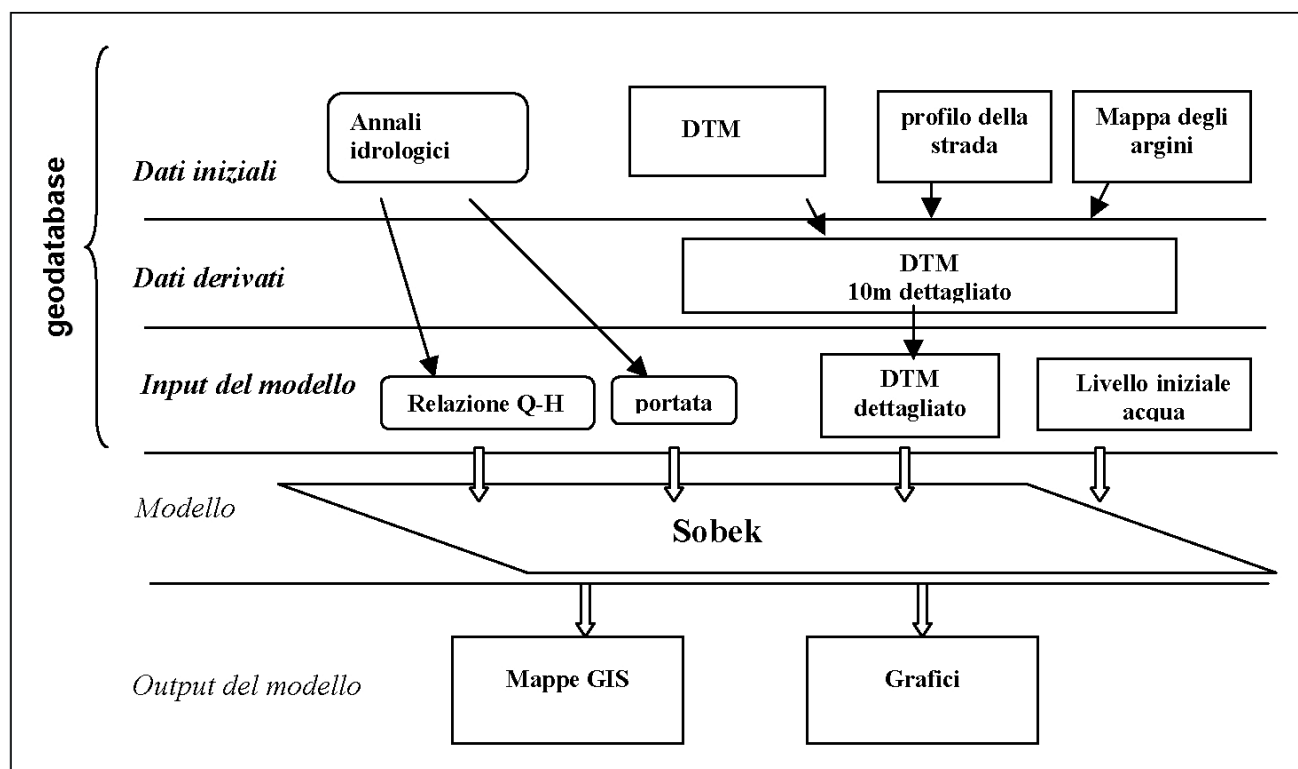 geodatabase
Dati iniziali
Annali
idrologici
DTM
profilo della
strada
Mappa degli
argini
Dati derivati
DTM
10m dettagliato
Input del modello
Relazione Q-H
portata
DTM
dettagliato
Livello iniziale
acqua
Modello
Sobek
Output del modello
Mappe GIS
Grafici